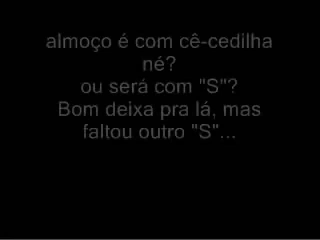 almoço é com cê-cedilha
né?
ou será com "S"?
Bom deixa pra lá, mas
faltou outro "S"...